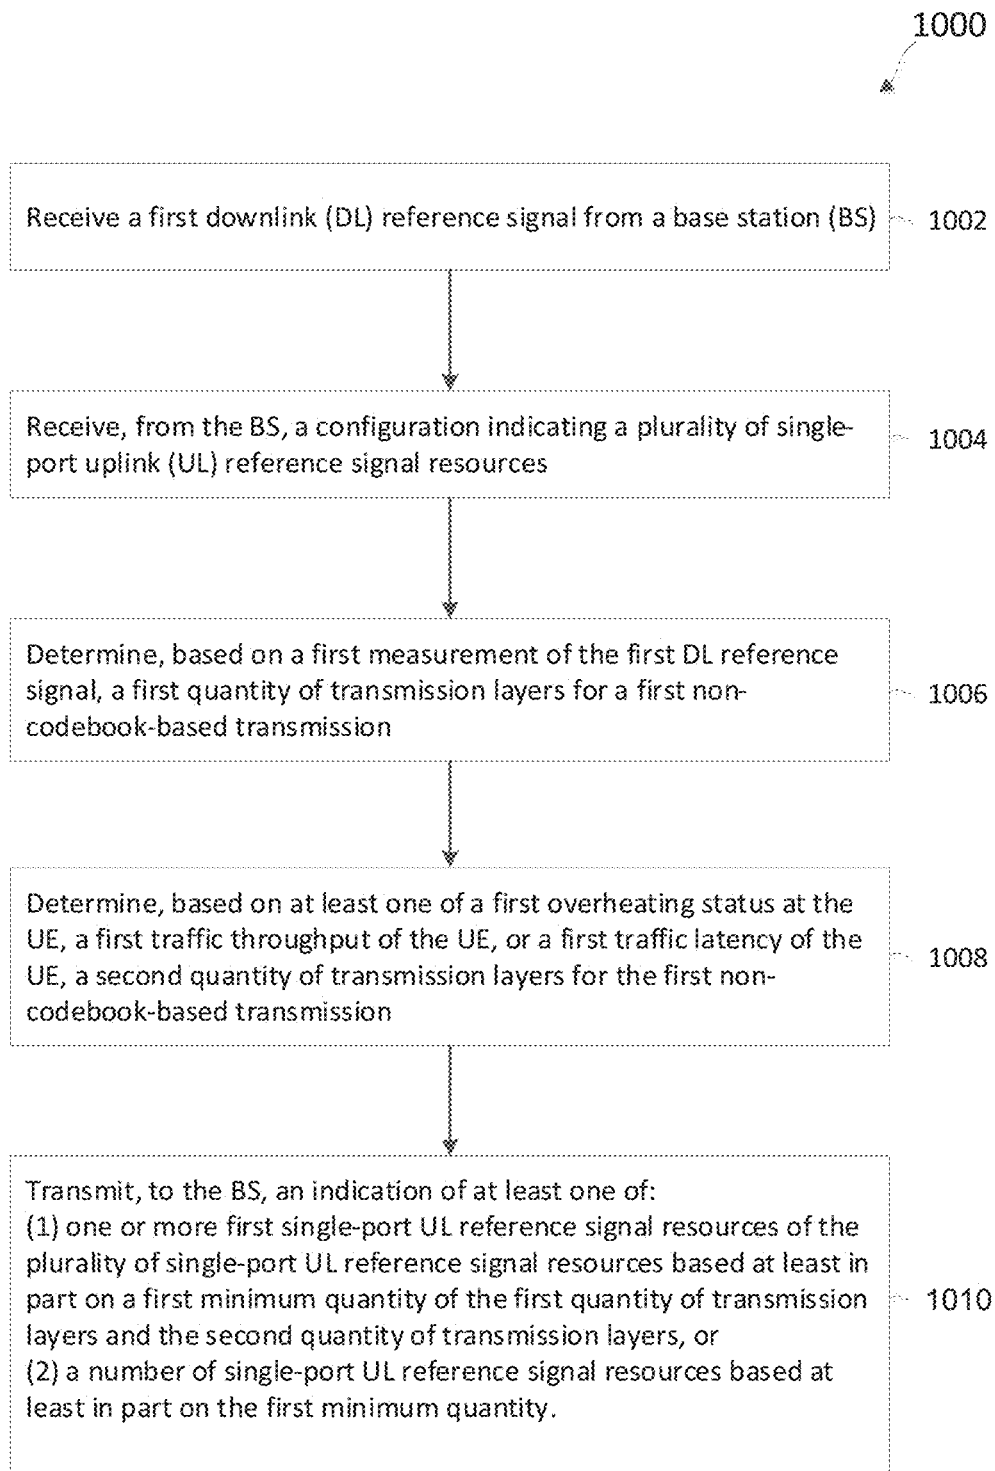 1000
Receive a first downlink (DL) reference signal from a base station (BS)
1002
Receive, from the BS, a configuration indicating a plurality of single-
port uplink (UL) reference signal resources
1004
Determine, based on a first measurement of the first DL reference
signal, a first quantity of transmission layers for a first non-
codebook-based transmission
1006
Determine, based on at least one of a first overheating status at the
UE, a first traffic throughput of the UE, or a first traffic latency of the
UE, a second quantity of transmission layers for the first non-
codebook-based transmission
1008
Transmit, to the BS, an indication of at least one of:
(1) one or more first single-port UL reference signal resources of the
plurality of single-port UL reference signal resources based at least in
part on a first minimum quantity of the first quantity of transmission
layers and the second quantity of transmission layers, or
(2) a number of single-port UL reference signal resources based at
least in part on the first minimum quantity.
1010